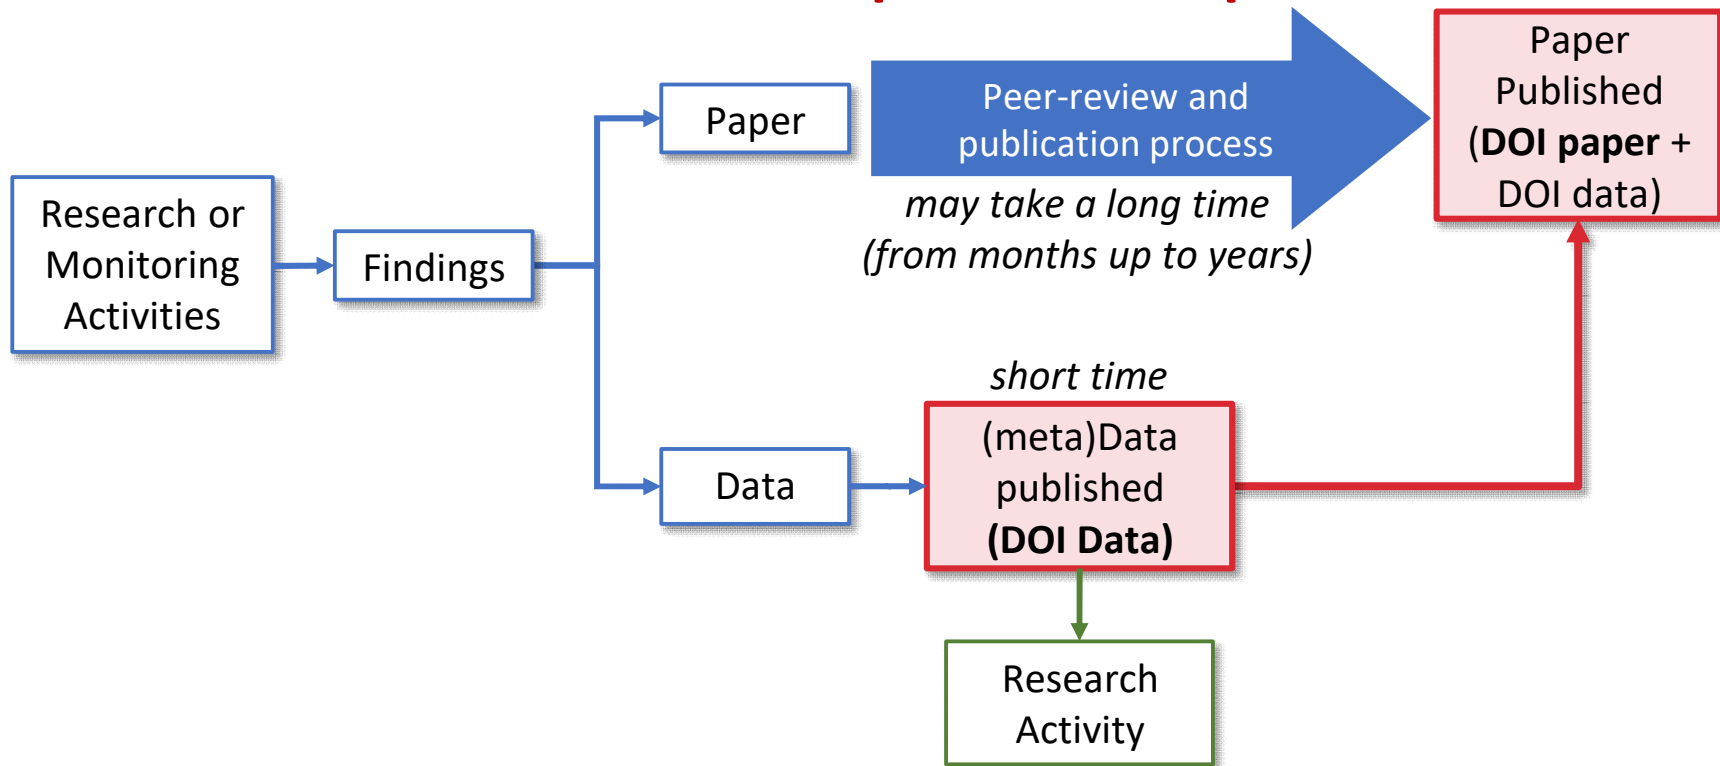 Research or
Monitoring
Activities
Findings
Paper
Peer-review and
publication process
may take a long time
(from months up to years)
Paper
Published
(DOI paper +
DOI data)
Data
short time
(meta)Data
published
(DOI Data)
Research
Activity